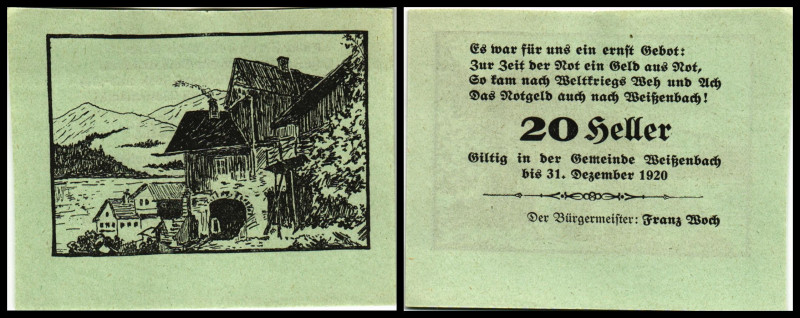 Es war für uns ein ernst Gebot:
Zur Zeit der Not ein Geld aus Not,
So kam nach Weltkriegs Weh und Ach
Das Notgeld auch nach Weißenbach!
20 Heller
Giltig in der Gemeinde Weißenbach
bis 31. Dezember 1920
Der Bürgermeister: Franz Woch